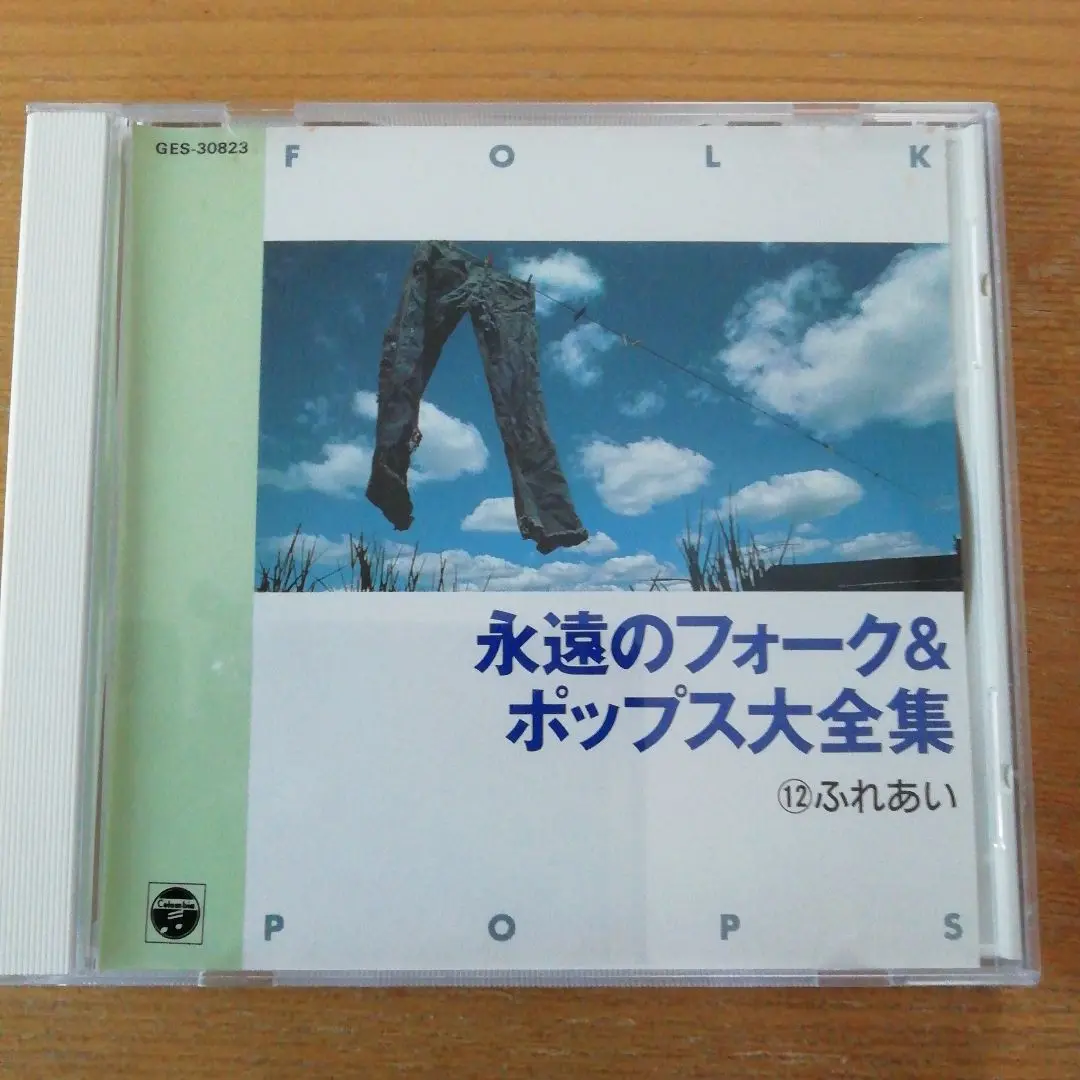 GES-30823
FOLK
永遠のフォーク&
ポップス大全集
⑫ふれあい
Columbia
POPS